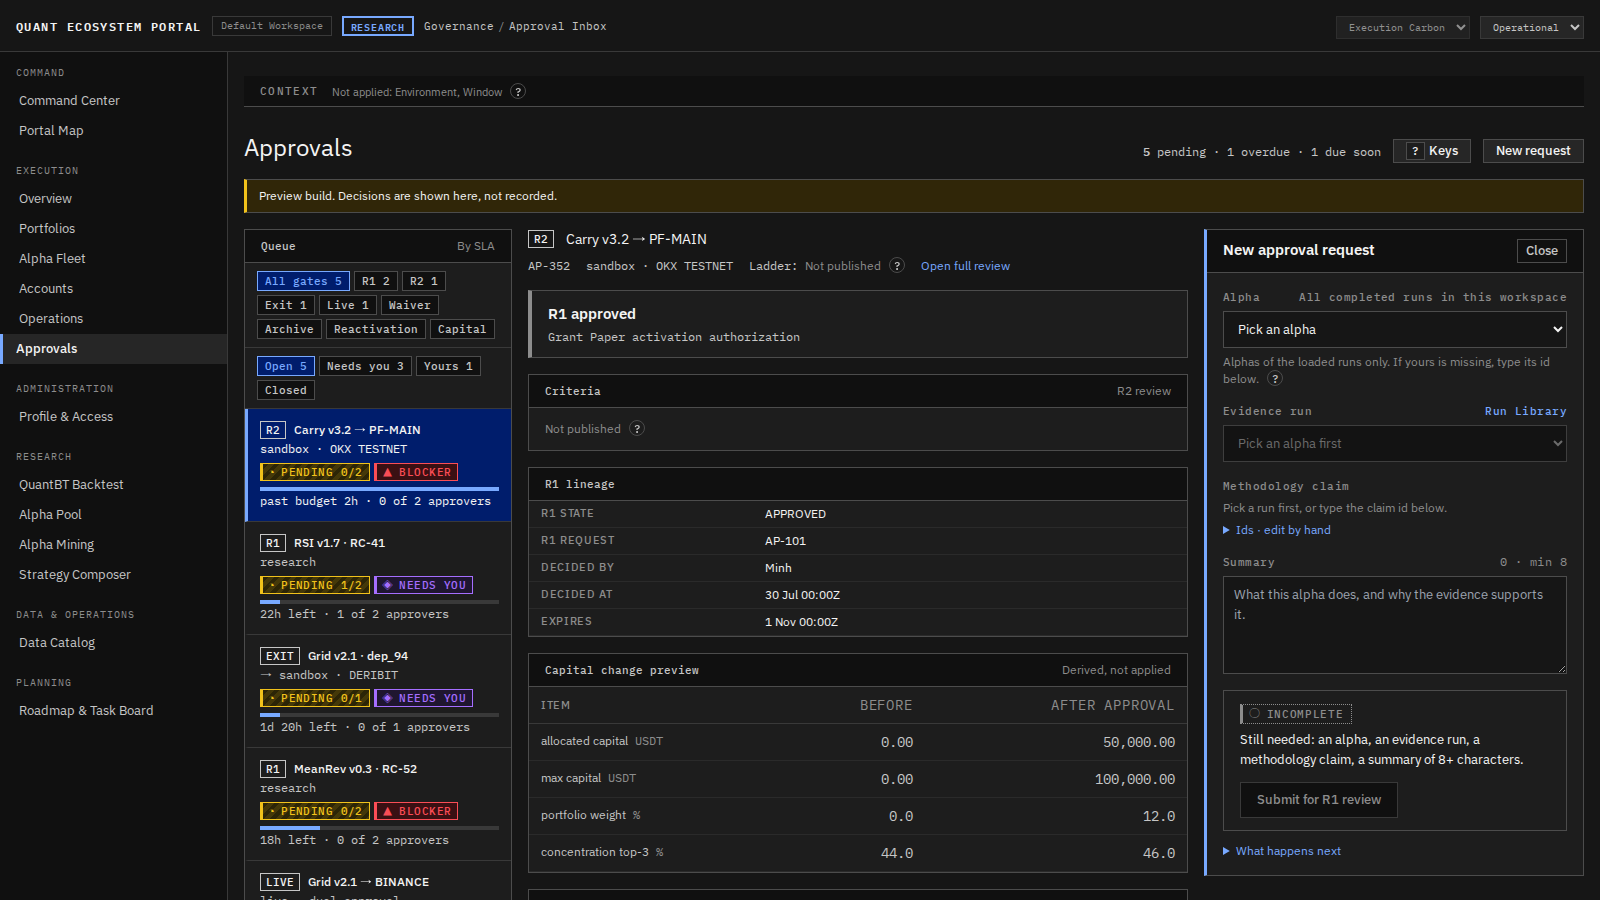 QUANT ECOSYSTEM PORTAL Default Workspace RESEARCH Governance / Approval Inbox Execution Carbon Operational
COMMAND
Command Center
Portal Map
EXECUTION
Overview
Portfolios
Alpha Fleet
Accounts
Operations
Approvals
ADMINISTRATION
Profile & Access
RESEARCH
QuantBT Backtest
Alpha Pool
Alpha Mining
Strategy Composer
DATA & OPERATIONS
Data Catalog
PLANNING
Roadmap & Task Board
CONTEXT Not applied: Environment, Window ?
Approvals
5 pending · 1 overdue · 1 due soon ? Keys New request
Preview build. Decisions are shown here, not recorded.
Queue By SLA
All gates 5 R1 2 R2 1
Exit 1 Live 1 Waiver
Archive Reactivation Capital
Open 5 Needs you 3 Yours 1
Closed
R2 Carry v3.2 → PF-MAIN
sandbox · OKX TESTNET
PENDING 0/2 BLOCKER
past budget 2h · 0 of 2 approvers
R1 RSI v1.7 · RC-41
research
PENDING 1/2 NEEDS YOU
22h left · 1 of 2 approvers
EXIT Grid v2.1 · dep_94
→ sandbox · DERIBIT
PENDING 0/1 NEEDS YOU
1d 20h left · 0 of 1 approvers
R1 MeanRev v0.3 · RC-52
research
PENDING 0/2 BLOCKER
18h left · 0 of 2 approvers
LIVE Grid v2.1 → BINANCE
R2 Carry v3.2 → PF-MAIN
AP-352 sandbox · OKX TESTNET Ladder: Not published ? Open full review
R1 approved
Grant Paper activation authorization
Criteria R2 review
Not published ?
R1 lineage
R1 STATE APPROVED
R1 REQUEST AP-101
DECIDED BY Minh
DECIDED AT 30 Jul 00:00Z
EXPIRES 1 Nov 00:00Z
Capital change preview Derived, not applied
ITEM BEFORE AFTER APPROVAL
allocated capital USDT 0.00 50,000.00
max capital USDT 0.00 100,000.00
portfolio weight % 0.0 12.0
concentration top-3 % 44.0 46.0
New approval request Close
Alpha All completed runs in this workspace
Pick an alpha
Alphas of the loaded runs only. If yours is missing, type its id
below. ?
Evidence run Run Library
Pick an alpha first
Methodology claim
Pick a run first, or type the claim id below.
Ids · edit by hand
Summary 0 · min 8
What this alpha does, and why the evidence supports
it.
INCOMPLETE
Still needed: an alpha, an evidence run, a
methodology claim, a summary of 8+ characters.
Submit for R1 review
What happens next